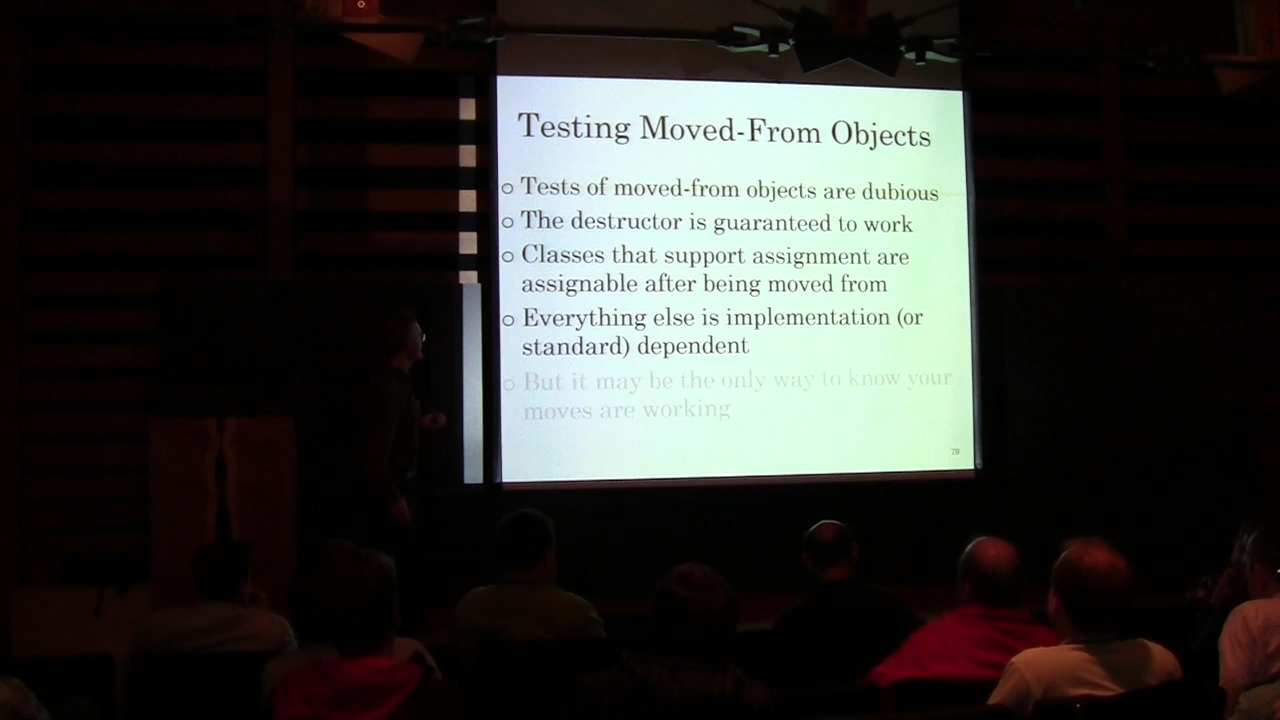 Testing Moved-From Objects
○ Tests of moved-from objects are dubious
○ The destructor is guaranteed to work
○ Classes that support assignment are
assignable after being moved from
○ Everything else is implementation (or
standard) dependent
○ But it may be the only way to know your
moves are working
79